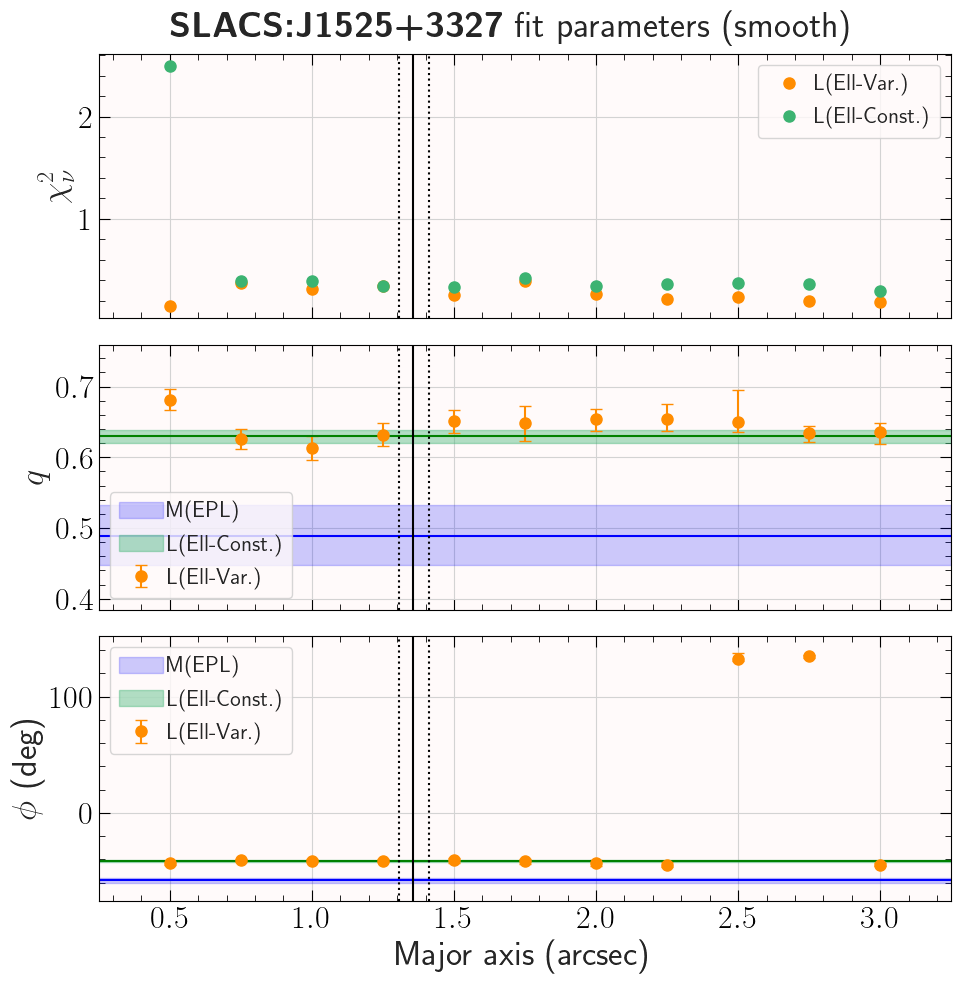 SLACS:J1525+3327 fit parameters (smooth)
L(Ell-Var.)
L(Ell-Const.)
2
1
χ²ᵥ
0.7
0.6
0.5
0.4
q
M(EPL)
L(Ell-Const.)
L(Ell-Var.)
M(EPL)
L(Ell-Const.)
L(Ell-Var.)
100
0
ϕ (deg)
0.5 1.0 1.5 2.0 2.5 3.0
Major axis (arcsec)